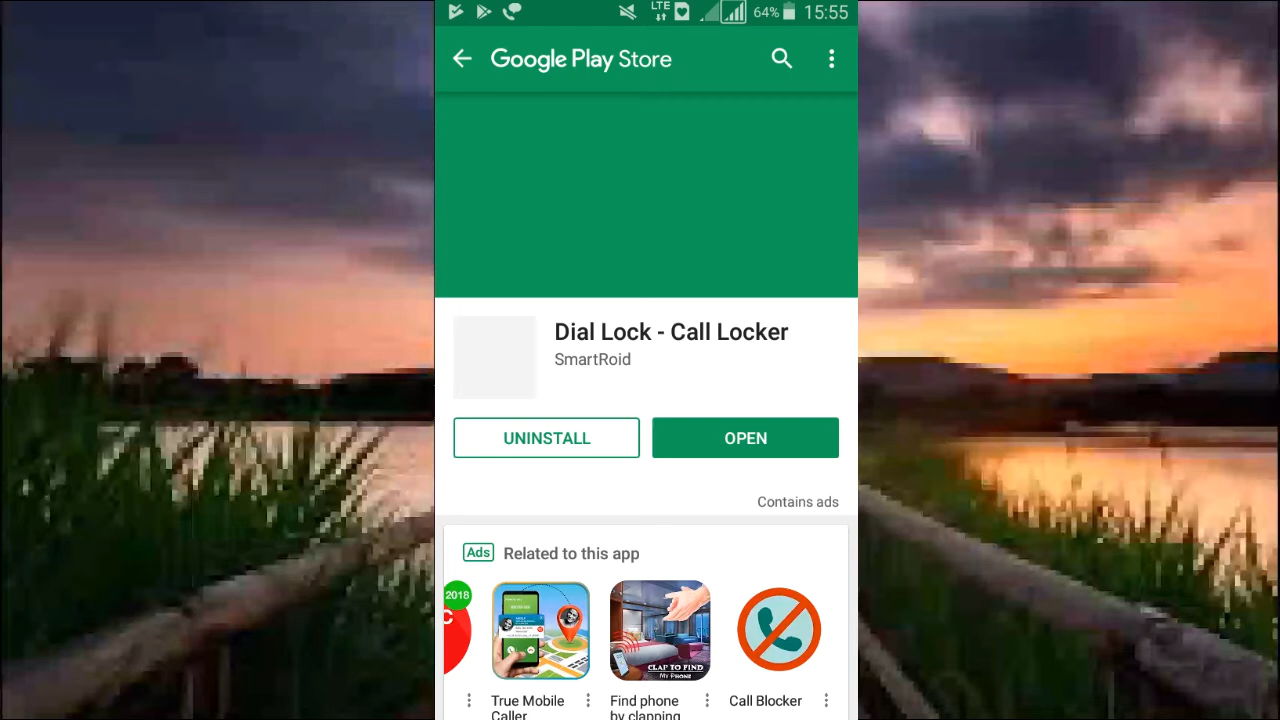 LTE
64%
15:55
Google Play Store
Dial Lock - Call Locker
SmartRoid
UNINSTALL
OPEN
Contains ads
Ads
Related to this app
2018
C
CLAP TO FIND
MY PHONE
True Mobile
Caller
Find phone
by clapping
Call Blocker